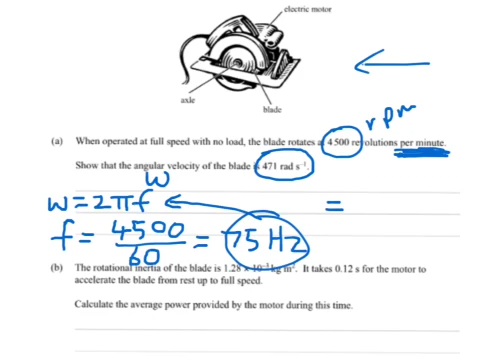 electric motor
axle
blade
rpm
(a) When operated at full speed with no load, the blade rotates a 4500 revolutions per minute.
Show that the angular velocity of the blade 471 rad s⁻¹.
ω
ω = 2πf =
f = 4500/60 = 75 Hz
(b) The rotational inertia of the blade is 1.28 × 10⁻³ kg m². It takes 0.12 s for the motor to
accelerate the blade from rest up to full speed.
Calculate the average power provided by the motor during this time.